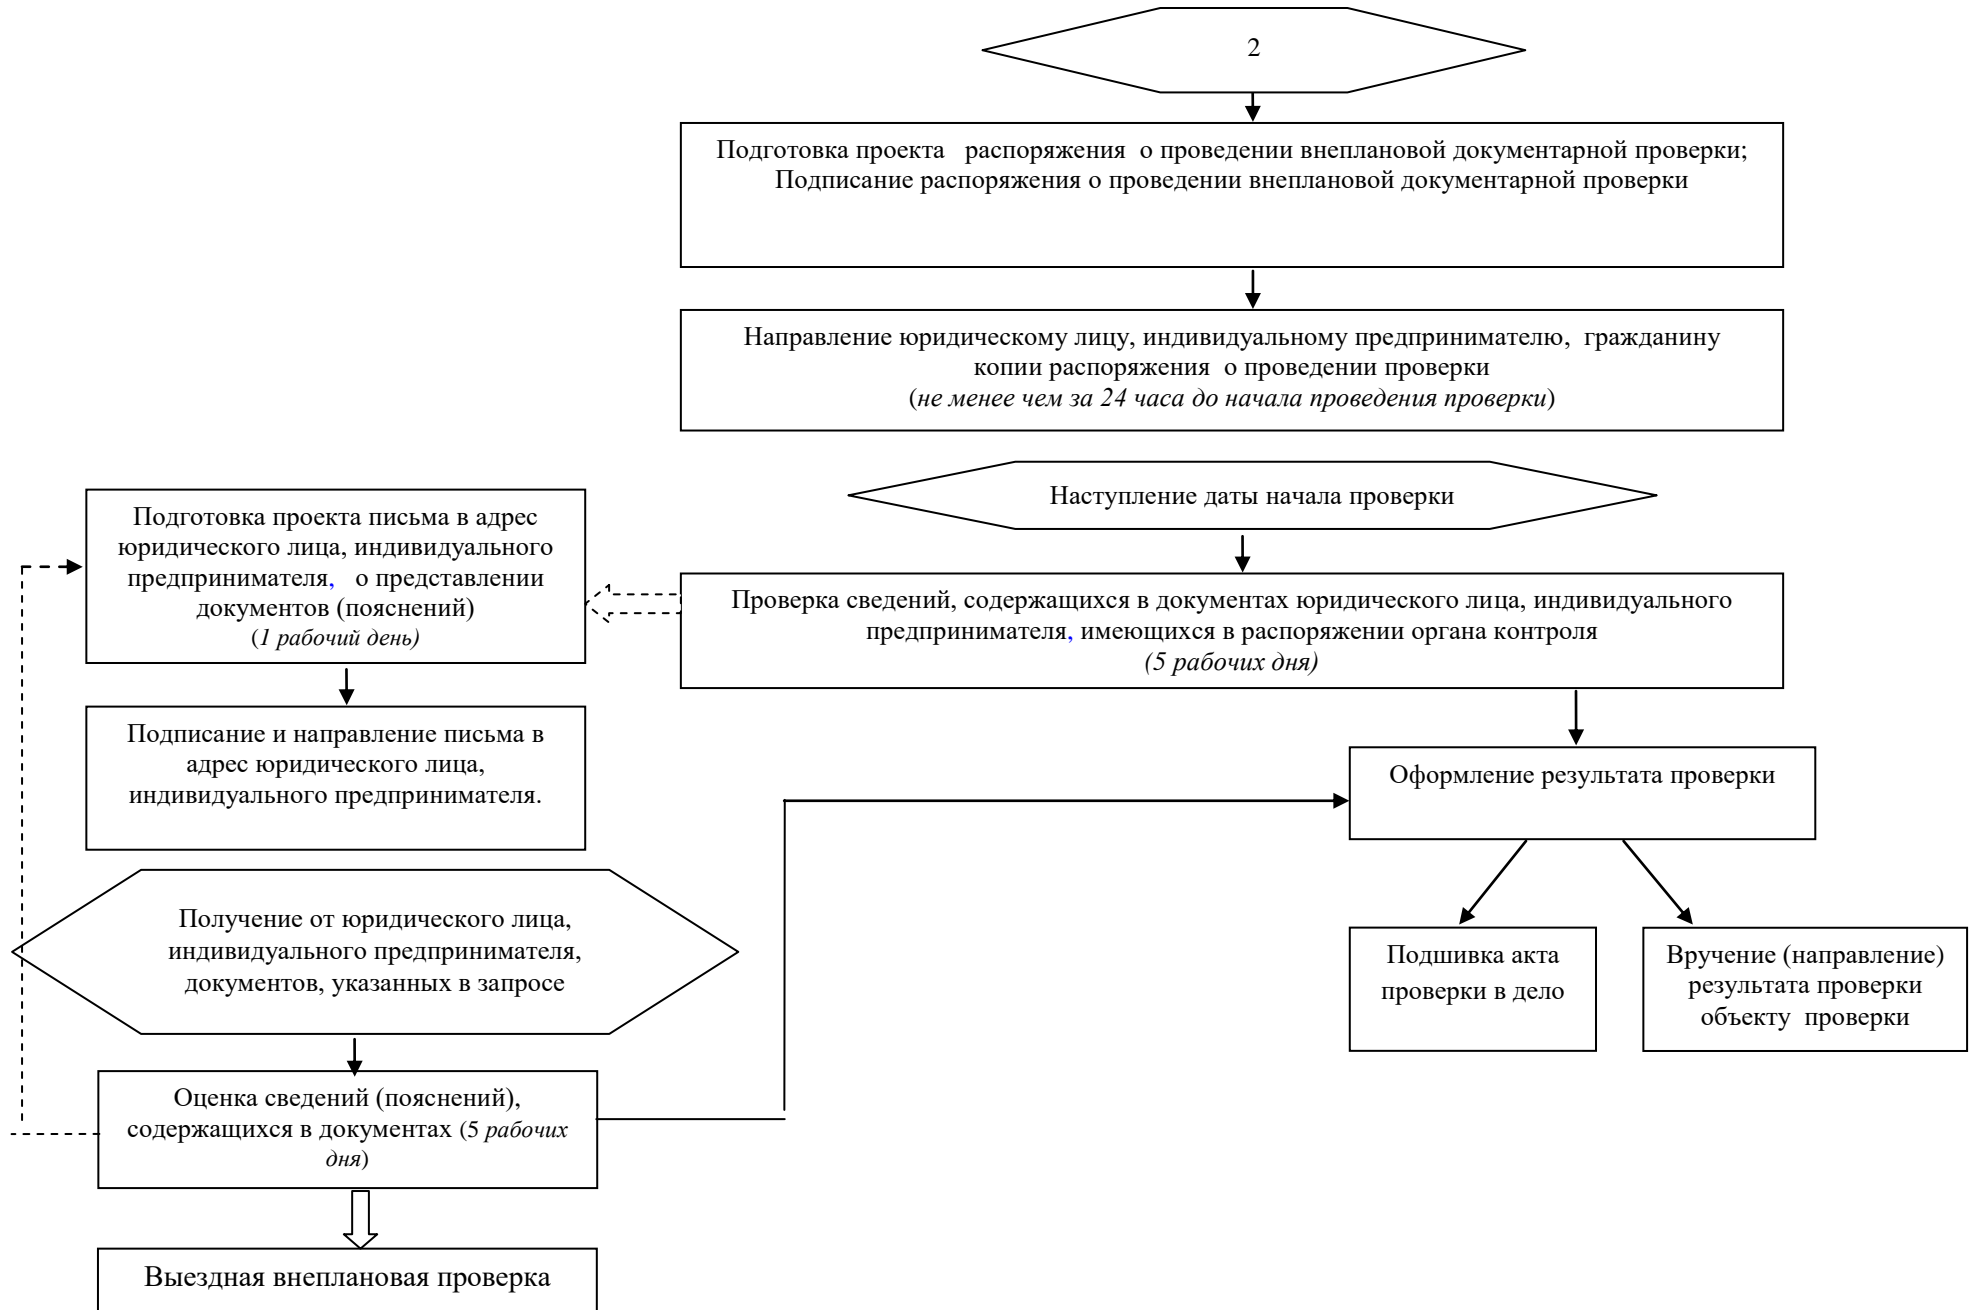 2
Подготовка проекта распоряжения о проведении внеплановой документарной проверки;
Подписание распоряжения о проведении внеплановой документарной проверки
Направление юридическому лицу, индивидуальному предпринимателю, гражданину
копии распоряжения о проведении проверки
(не менее чем за 24 часа до начала проведения проверки)
Наступление даты начала проверки
Подготовка проекта письма в адрес
юридического лица, индивидуального
предпринимателя, о представлении
документов (пояснений)
(1 рабочий день)
Проверка сведений, содержащихся в документах юридического лица, индивидуального
предпринимателя, имеющихся в распоряжении органа контроля
(5 рабочих дня)
Подписание и направление письма в
адрес юридического лица,
индивидуального предпринимателя.
Оформление результата проверки
Получение от юридического лица,
индивидуального предпринимателя,
документов, указанных в запросе
Подшивка акта
проверки в дело
Вручение (направление)
результата проверки
объекту проверки
Оценка сведений (пояснений),
содержащихся в документах (5 рабочих
дня)
Выездная внеплановая проверка